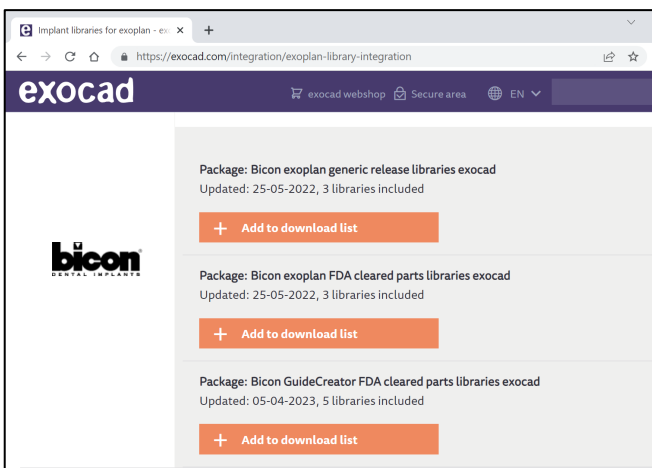 Implant libraries for exoplan - exo
https://exocad.com/integration/exoplan-library-integration
exocad
exocad webshop
Secure area
EN
Package: Bicon exoplan generic release libraries exocad
Updated: 25-05-2022, 3 libraries included
+ Add to download list
bicon®
DENTAL IMPLANTS
Package: Bicon exoplan FDA cleared parts libraries exocad
Updated: 25-05-2022, 3 libraries included
+ Add to download list
Package: Bicon GuideCreator FDA cleared parts libraries exocad
Updated: 05-04-2023, 5 libraries included
+ Add to download list